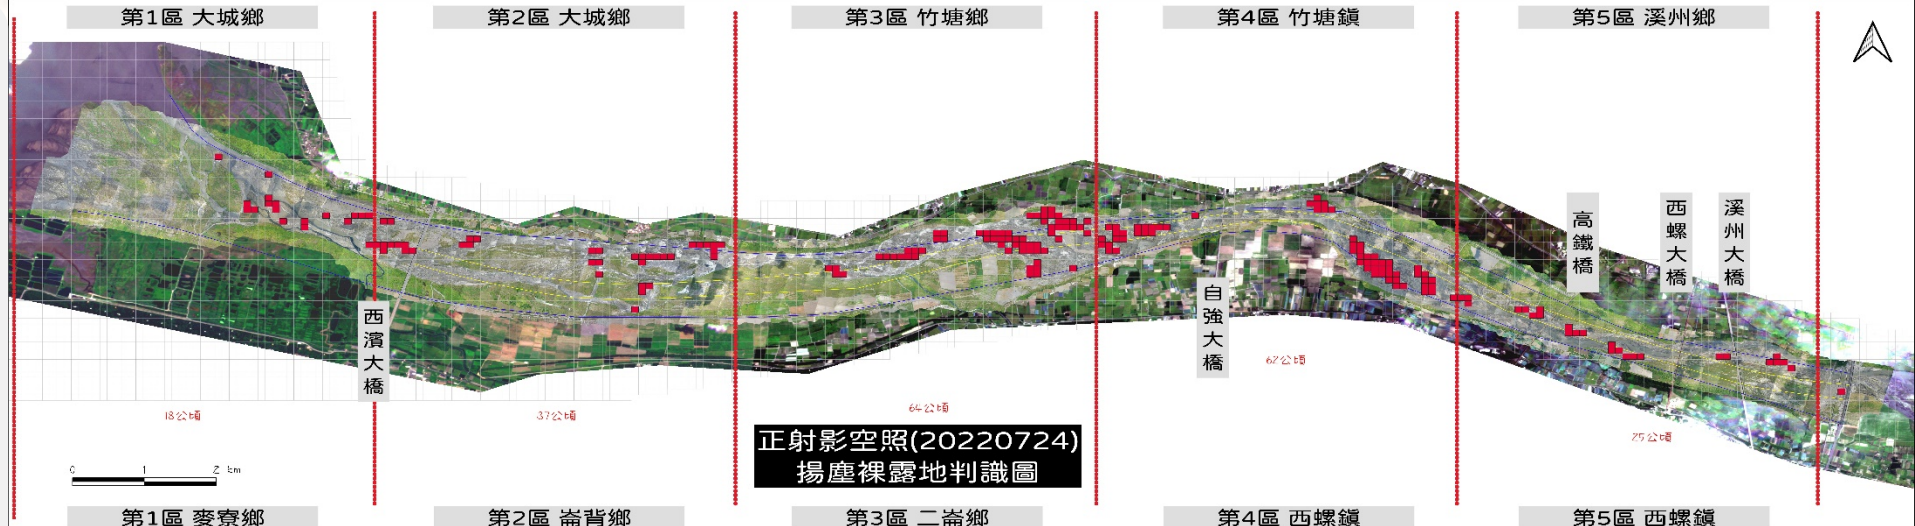 第1區 大城鄉
第2區 大城鄉
第3區 竹塘鄉
第4區 竹塘鎮
第5區 溪州鄉
高鐵橋
西螺大橋
溪州大橋
自強大橋
西濱大橋
18公頃
37公頃
64公頃
62公頃
25公頃
正射影空照(20220724)
揚塵裸露地判識圖
0 1 2 km
第1區 麥寮鄉
第2區 崙背鄉
第3區 二崙鄉
第4區 西螺鎮
第5區 西螺鎮